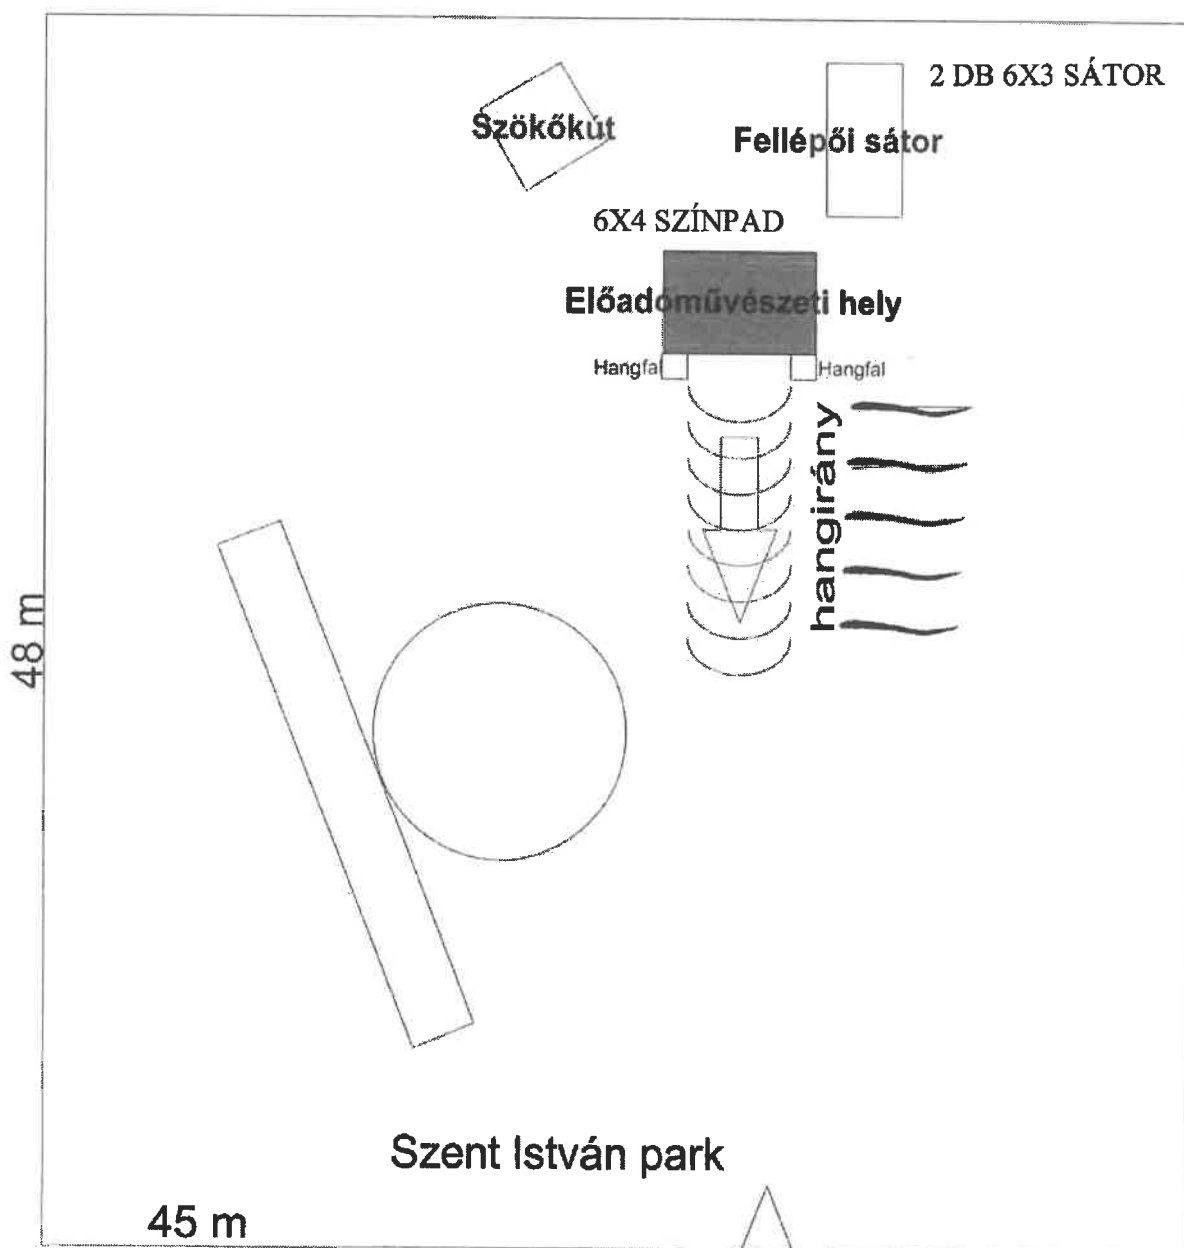 2 DB 6X3 SÁTOR
Szökőkút
Fellépői sátor
6X4 SZÍNPAD
Előadóművészeti hely
Hangfal
Hangfal
hangirány
48 m
Szent István park
45 m